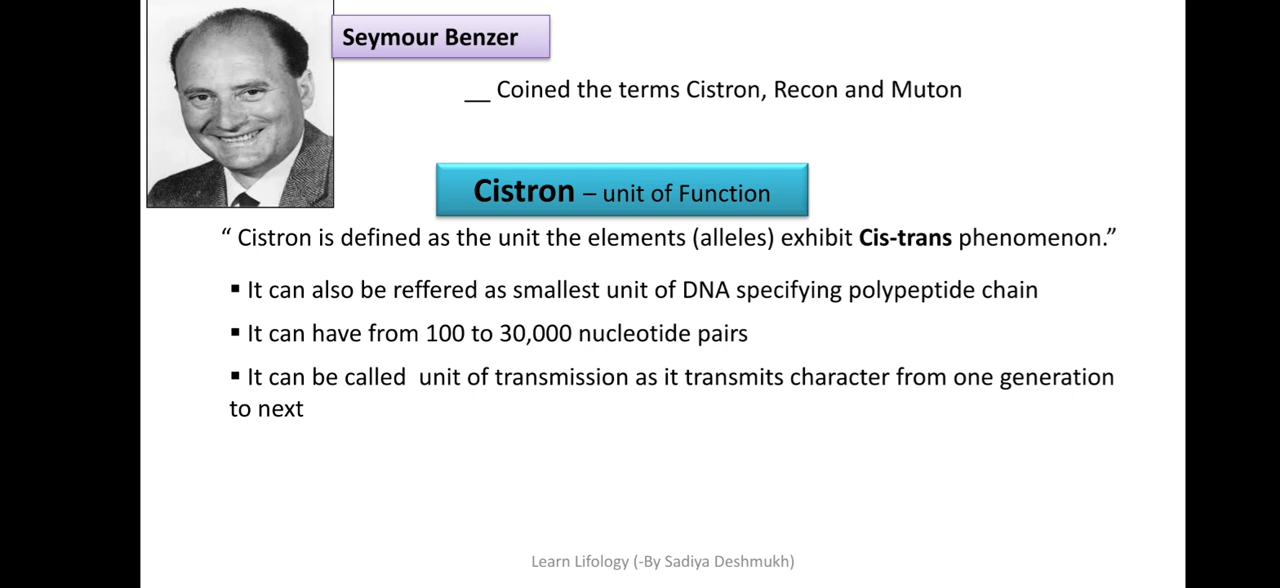 Seymour Benzer
__ Coined the terms Cistron, Recon and Muton
Cistron – unit of Function
“ Cistron is defined as the unit the elements (alleles) exhibit Cis-trans phenomenon.”
▪ It can also be reffered as smallest unit of DNA specifying polypeptide chain
▪ It can have from 100 to 30,000 nucleotide pairs
▪ It can be called  unit of transmission as it transmits character from one generation
to next
Learn Lifology (-By Sadiya Deshmukh)